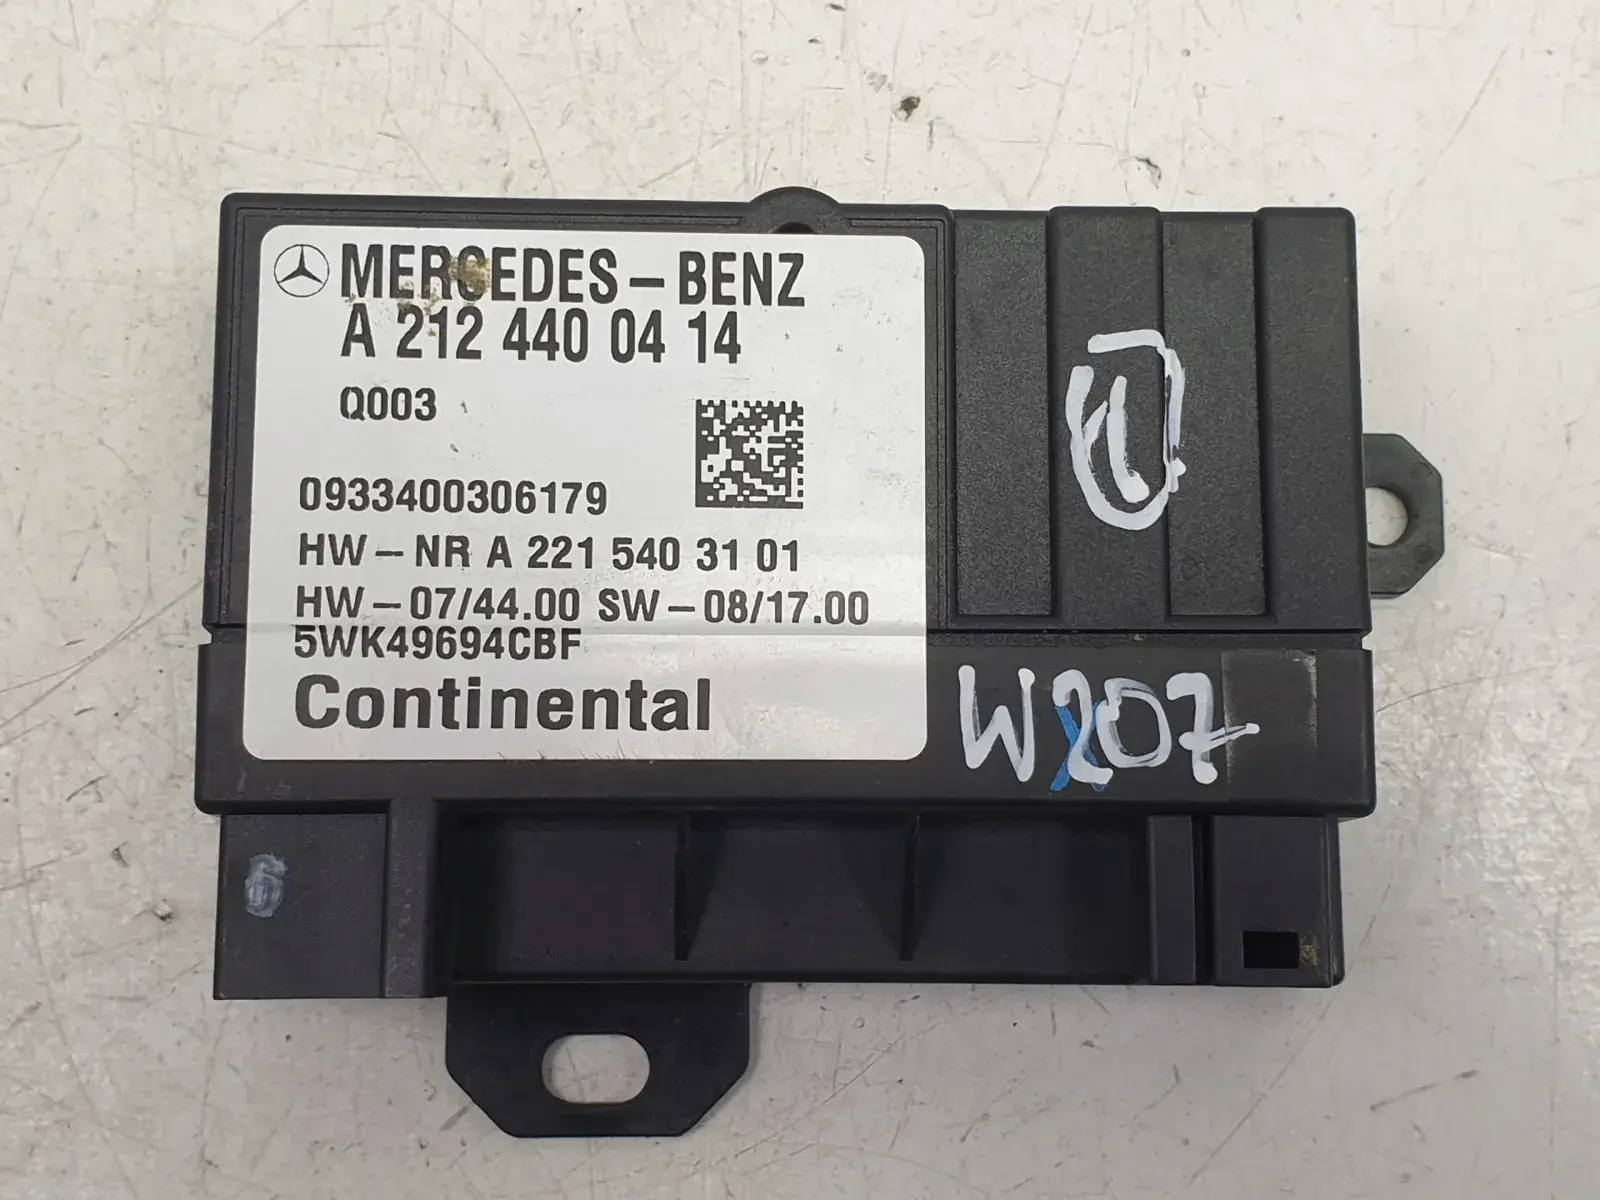 MERCEDES-BENZ
A 212 440 04 14
Q003
0933400306179
HW-NR A 221 540 31 01
HW-07/44.00 SW-08/17.00
5WK49694CBF
Continental
W207